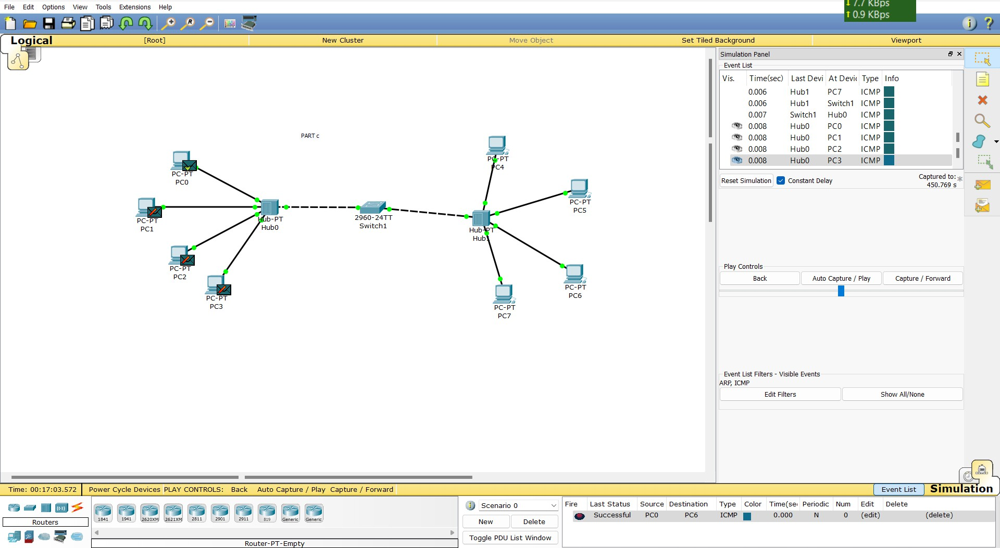 File Edit Options View Tools Extensions Help
↓ 7.7 KBps
↑ 0.9 KBps
Logical [Root] New Cluster Move Object Set Tiled Background Viewport
Simulation Panel
Event List
Vis. Time(sec) Last Devi At Devic Type Info
0.006 Hub1 PC7 ICMP
0.006 Hub1 Switch1 ICMP
0.007 Switch1 Hub0 ICMP
0.008 Hub0 PC0 ICMP
0.008 Hub0 PC1 ICMP
0.008 Hub0 PC2 ICMP
0.008 Hub0 PC3 ICMP
Reset Simulation Constant Delay Captured to: *
450.769 s
Play Controls
Back Auto Capture / Play Capture / Forward
Event List Filters - Visible Events
ARP, ICMP
Edit Filters Show All/None
PART c
PC-PT
PC0
PC-PT
PC1
PC-PT
PC2
PC-PT
PC3
Hub-PT
Hub0
2960-24TT
Switch1
Hub-PT
Hub1
PC-PT
PC4
PC-PT
PC5
PC-PT
PC6
PC-PT
PC7
Time: 00:17:03.572 Power Cycle Devices PLAY CONTROLS: Back Auto Capture / Play Capture / Forward Event List Simulation
Routers
1841 1941 2620XM 2621XM 2811 2901 2911 819 Generic Generic
Router-PT-Empty
Scenario 0
New Delete
Toggle PDU List Window
Fire Last Status Source Destination Type Color Time(sec Periodic Num Edit Delete
Successful PC0 PC6 ICMP 0.000 N 0 (edit) (delete)